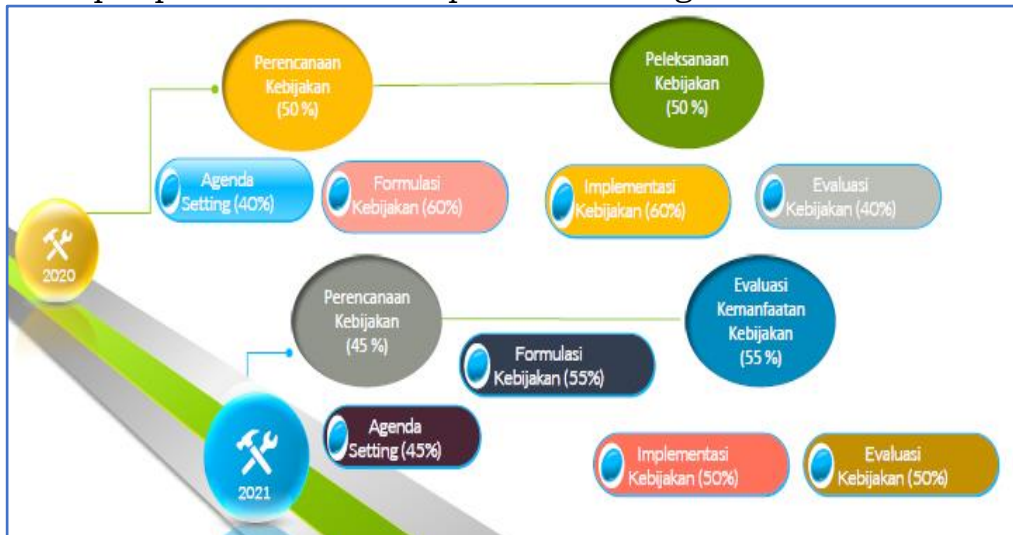 Perencanaan
Kebijakan
(50 %)
Peleksanaan
Kebijakan
(50 %)
Agenda
Setting (40%)
Formulasi
Kebijakan (60%)
Implementasi
Kebijakan (60%)
Evaluasi
Kebijakan (40%)
2020
Perencanaan
Kebijakan
(45 %)
Evaluasi
Kemanfaatan
Kebijakan
(55 %)
Formulasi
Kebijakan (55%)
Agenda
Setting (45%)
Implementasi
Kebijakan (50%)
Evaluasi
Kebijakan (50%)
2021